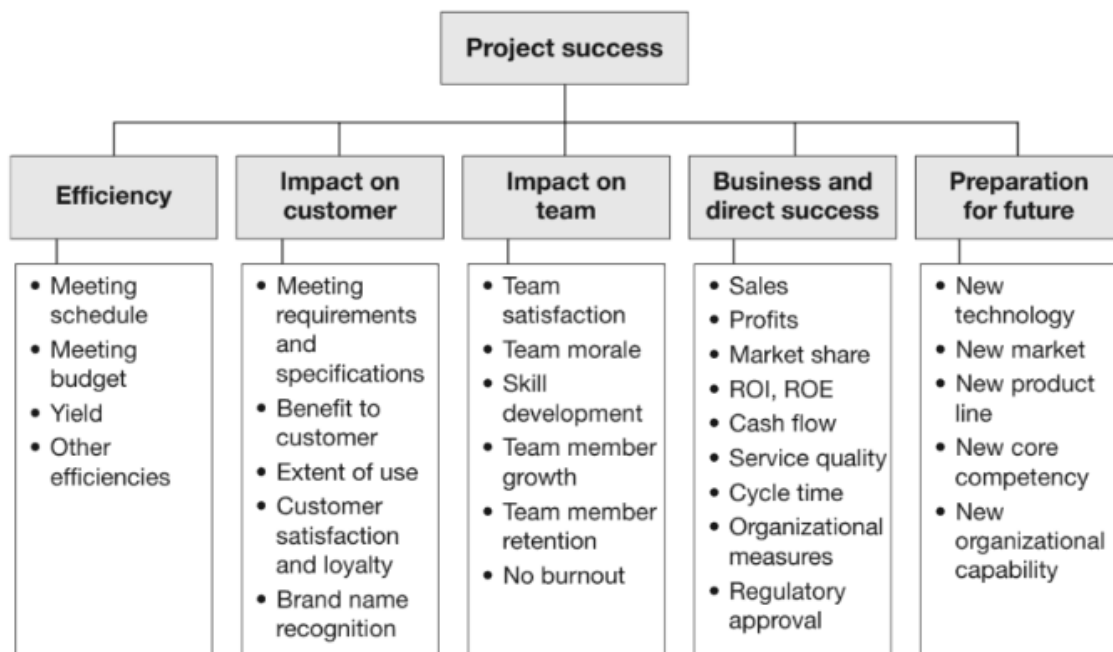 Project success
Efficiency
Impact on
customer
Impact on
team
Business and
direct success
Preparation
for future
• Meeting
schedule
• Meeting
budget
• Yield
• Other
efficiencies
• Meeting
requirements
and
specifications
• Benefit to
customer
• Extent of use
• Customer
satisfaction
and loyalty
• Brand name
recognition
• Team
satisfaction
• Team morale
• Skill
development
• Team member
growth
• Team member
retention
• No burnout
• Sales
• Profits
• Market share
• ROI, ROE
• Cash flow
• Service quality
• Cycle time
• Organizational
measures
• Regulatory
approval
• New
technology
• New market
• New product
line
• New core
competency
• New
organizational
capability